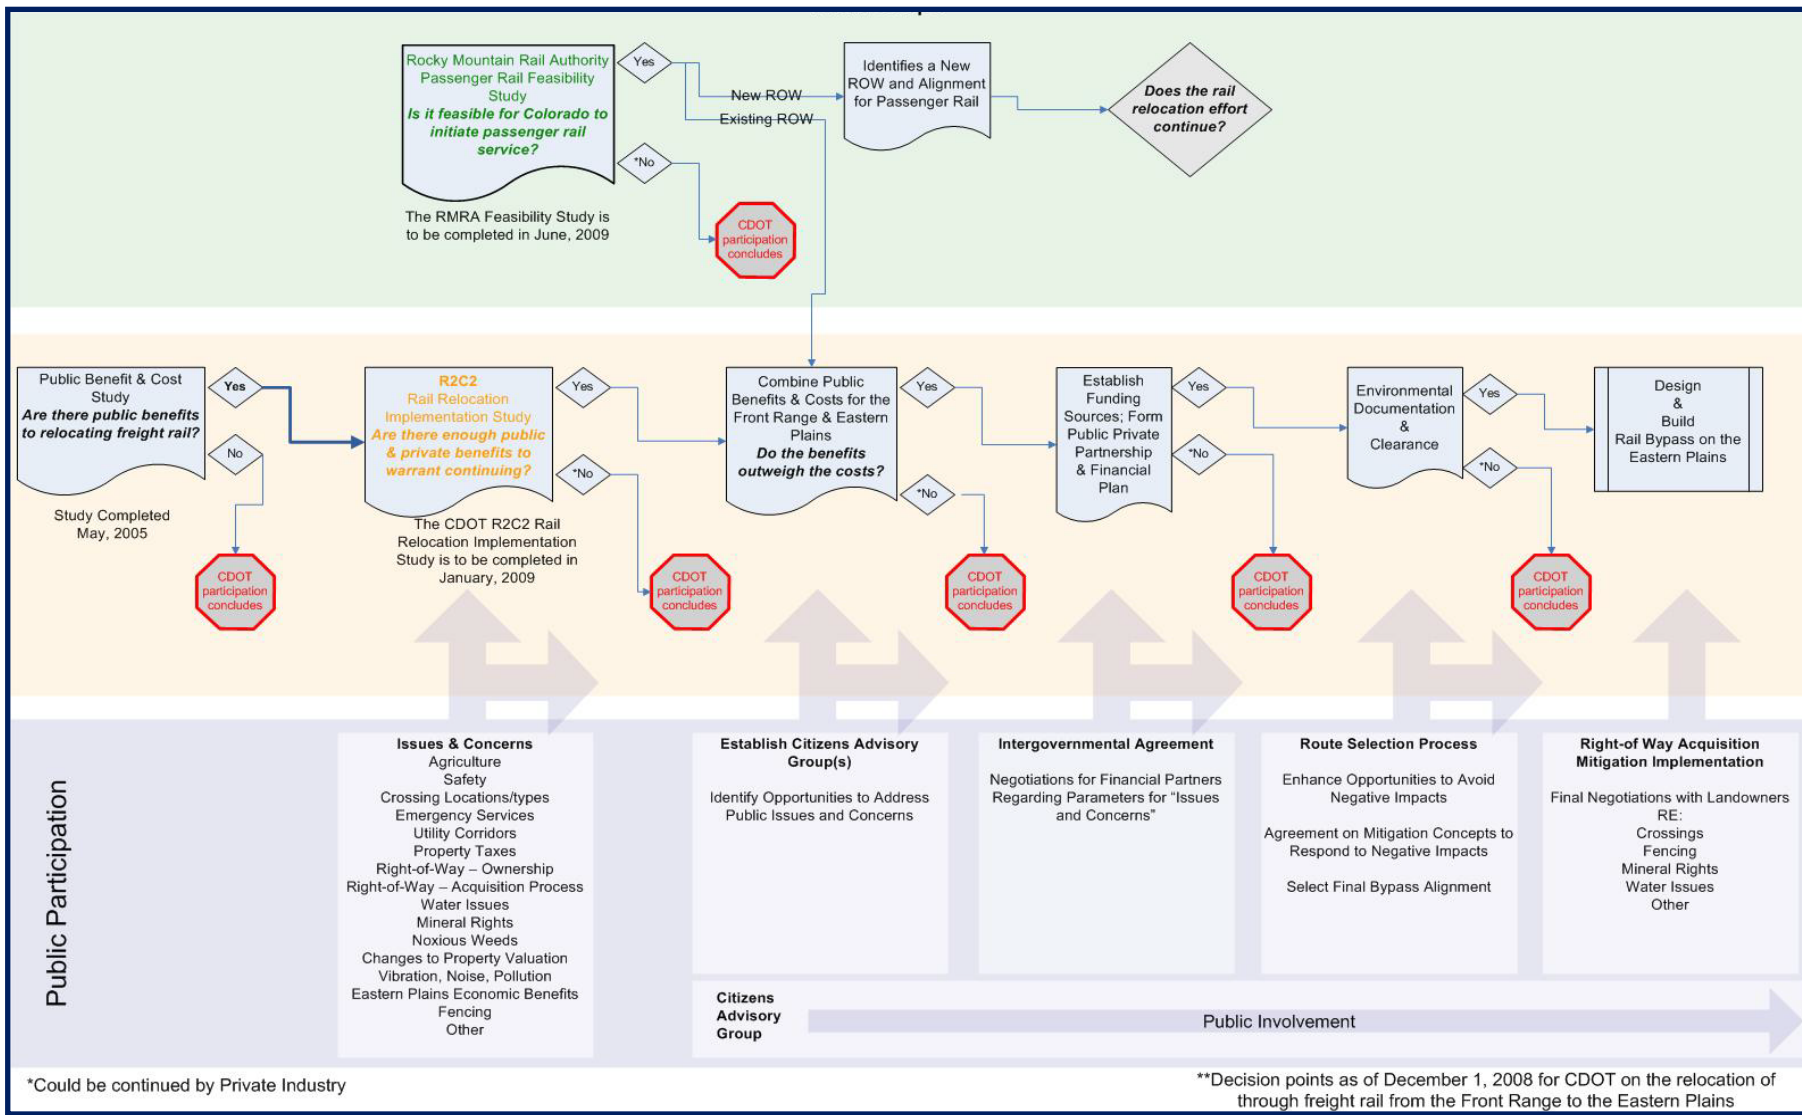 Rocky Mountain Rail Authority
Passenger Rail Feasibility
Study
Is it feasible for Colorado to
initiate passenger rail
service?
Yes
*No
New ROW
Existing ROW
Identifies a New
ROW and Alignment
for Passenger Rail
Does the rail
relocation effort
continue?
The RMRA Feasibility Study is
to be completed in June, 2009
CDOT
participation
concludes
Public Benefit & Cost
Study
Are there public benefits
to relocating freight rail?
Yes
No
Study Completed
May, 2005
CDOT
participation
concludes
R2C2
Rail Relocation
Implementation Study
Are there enough public
& private benefits to
warrant continuing?
Yes
*No
The CDOT R2C2 Rail
Relocation Implementation
Study is to be completed in
January, 2009
CDOT
participation
concludes
Combine Public
Benefits & Costs for the
Front Range & Eastern
Plains
Do the benefits
outweigh the costs?
Yes
*No
CDOT
participation
concludes
Establish
Funding
Sources; Form
Public Private
Partnership
& Financial
Plan
Yes
*No
CDOT
participation
concludes
Environmental
Documentation
&
Clearance
Yes
*No
CDOT
participation
concludes
Design
&
Build
Rail Bypass on the
Eastern Plains
Public Participation
Issues & Concerns
Agriculture
Safety
Crossing Locations/types
Emergency Services
Utility Corridors
Property Taxes
Right-of-Way – Ownership
Right-of-Way – Acquisition Process
Water Issues
Mineral Rights
Noxious Weeds
Changes to Property Valuation
Vibration, Noise, Pollution
Eastern Plains Economic Benefits
Fencing
Other
Establish Citizens Advisory
Group(s)
Identify Opportunities to Address
Public Issues and Concerns
Intergovernmental Agreement
Negotiations for Financial Partners
Regarding Parameters for “Issues
and Concerns”
Route Selection Process
Enhance Opportunities to Avoid
Negative Impacts
Agreement on Mitigation Concepts to
Respond to Negative Impacts
Select Final Bypass Alignment
Right-of Way Acquisition
Mitigation Implementation
Final Negotiations with Landowners
RE:
Crossings
Fencing
Mineral Rights
Water Issues
Other
Citizens
Advisory
Group
Public Involvement
*Could be continued by Private Industry
**Decision points as of December 1, 2008 for CDOT on the relocation of
through freight rail from the Front Range to the Eastern Plains